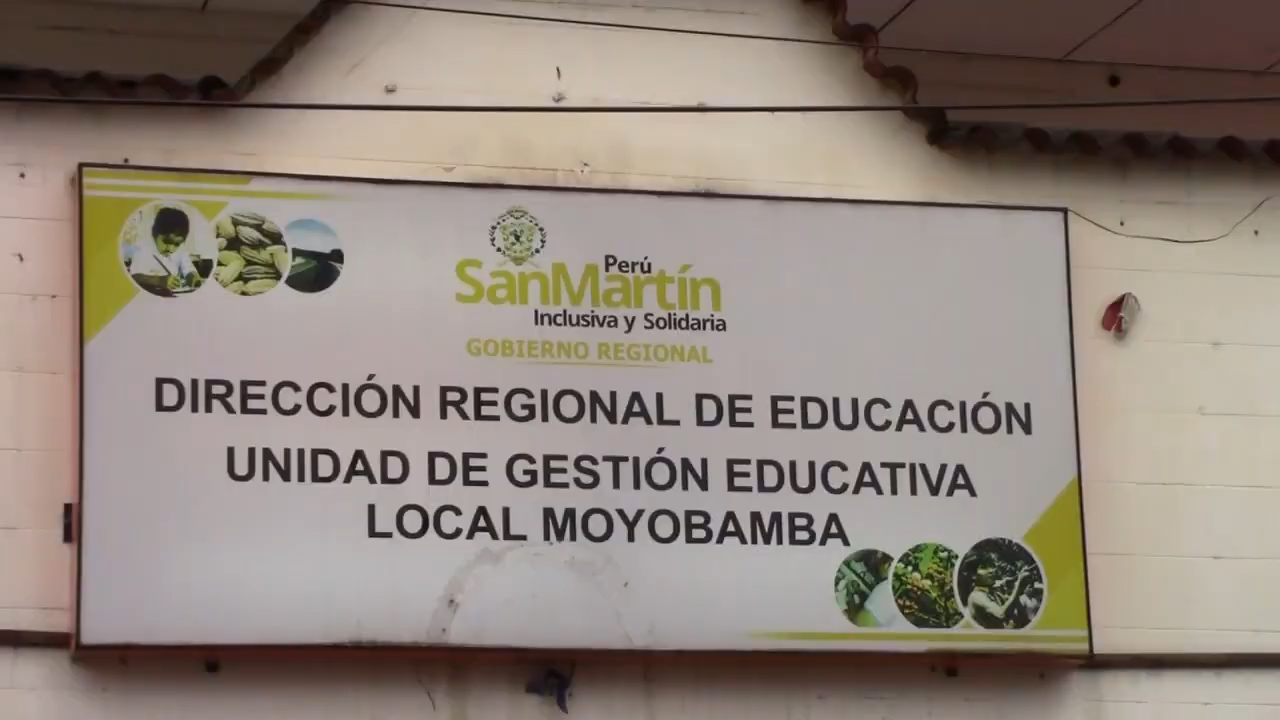 Perú
SanMartín
Inclusiva y Solidaria
GOBIERNO REGIONAL
DIRECCIÓN REGIONAL DE EDUCACIÓN
UNIDAD DE GESTIÓN EDUCATIVA
LOCAL MOYOBAMBA